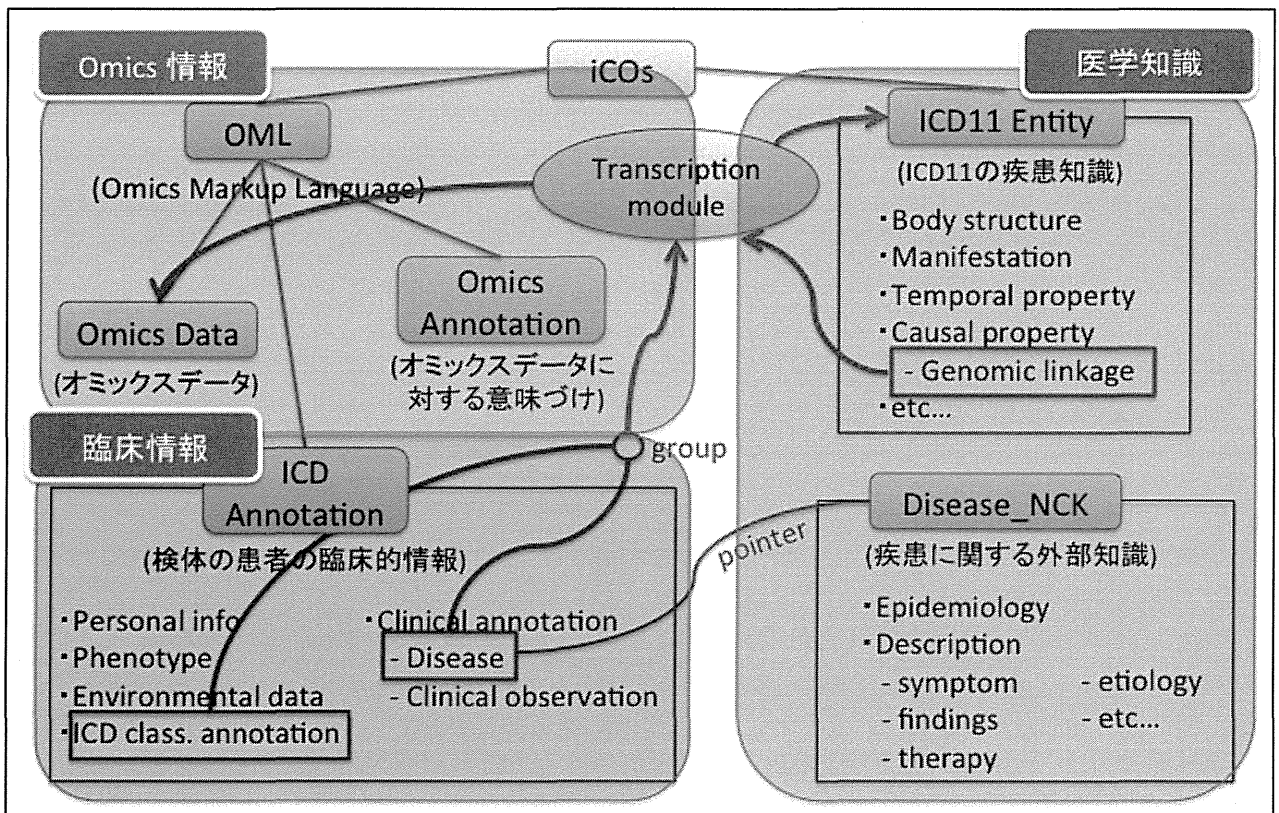 Omics 情報
iCOs
医学知識
OML
(Omics Markup Language)
Transcription
module
ICD11 Entity
(ICD11の疾患知識)
・Body structure
・Manifestation
・Temporal property
・Causal property
- Genomic linkage
・etc...
Omics Data
(オミックスデータ)
Omics
Annotation
(オミックスデータに
対する意味づけ)
臨床情報
group
ICD
Annotation
(検体の患者の臨床的情報)
・Personal info
・Phenotype
・Environmental data
・ICD class. annotation
・Clinical annotation
- Disease
- Clinical observation
pointer
Disease_NCK
(疾患に関する外部知識)
・Epidemiology
・Description
- symptom
- findings
- therapy
- etiology
- etc...